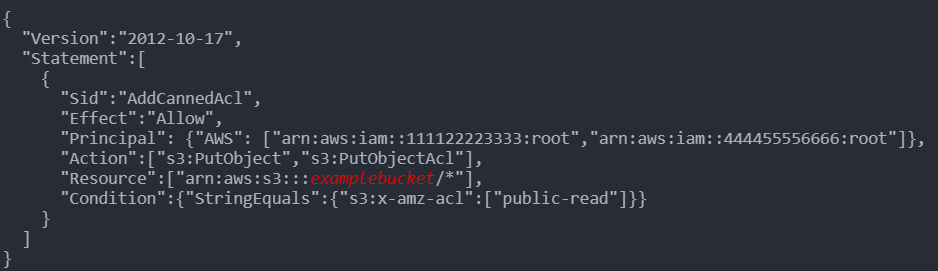 {
  "Version":"2012-10-17",
  "Statement":[
    {
      "Sid":"AddCannedAcl",
      "Effect":"Allow",
      "Principal": {"AWS": ["arn:aws:iam::111122223333:root","arn:aws:iam::444455556666:root"]},
      "Action":["s3:PutObject","s3:PutObjectAcl"],
      "Resource":["arn:aws:s3:::examplebucket/*"],
      "Condition":{"StringEquals":{"s3:x-amz-acl":["public-read"]}}
    }
  ]
}